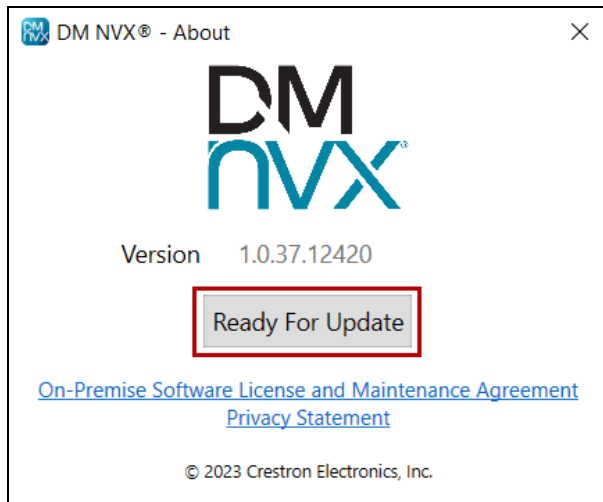 DM NVX® - About
DM
nvx®
Version 1.0.37.12420
Ready For Update
On-Premise Software License and Maintenance Agreement
Privacy Statement
© 2023 Crestron Electronics, Inc.